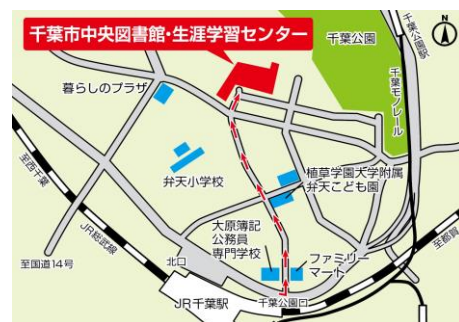 千葉市中央図書館・生涯学習センター
千葉公園
千葉公園駅
N
千葉モノレール
暮らしのプラザ
弁天小学校
植草学園大学附属
弁天こども園
至西千葉
JR総武線
大原簿記
公務員
専門学校
ファミリー
マート
至都賀
至国道14号
北口
JR千葉駅
千葉公園口